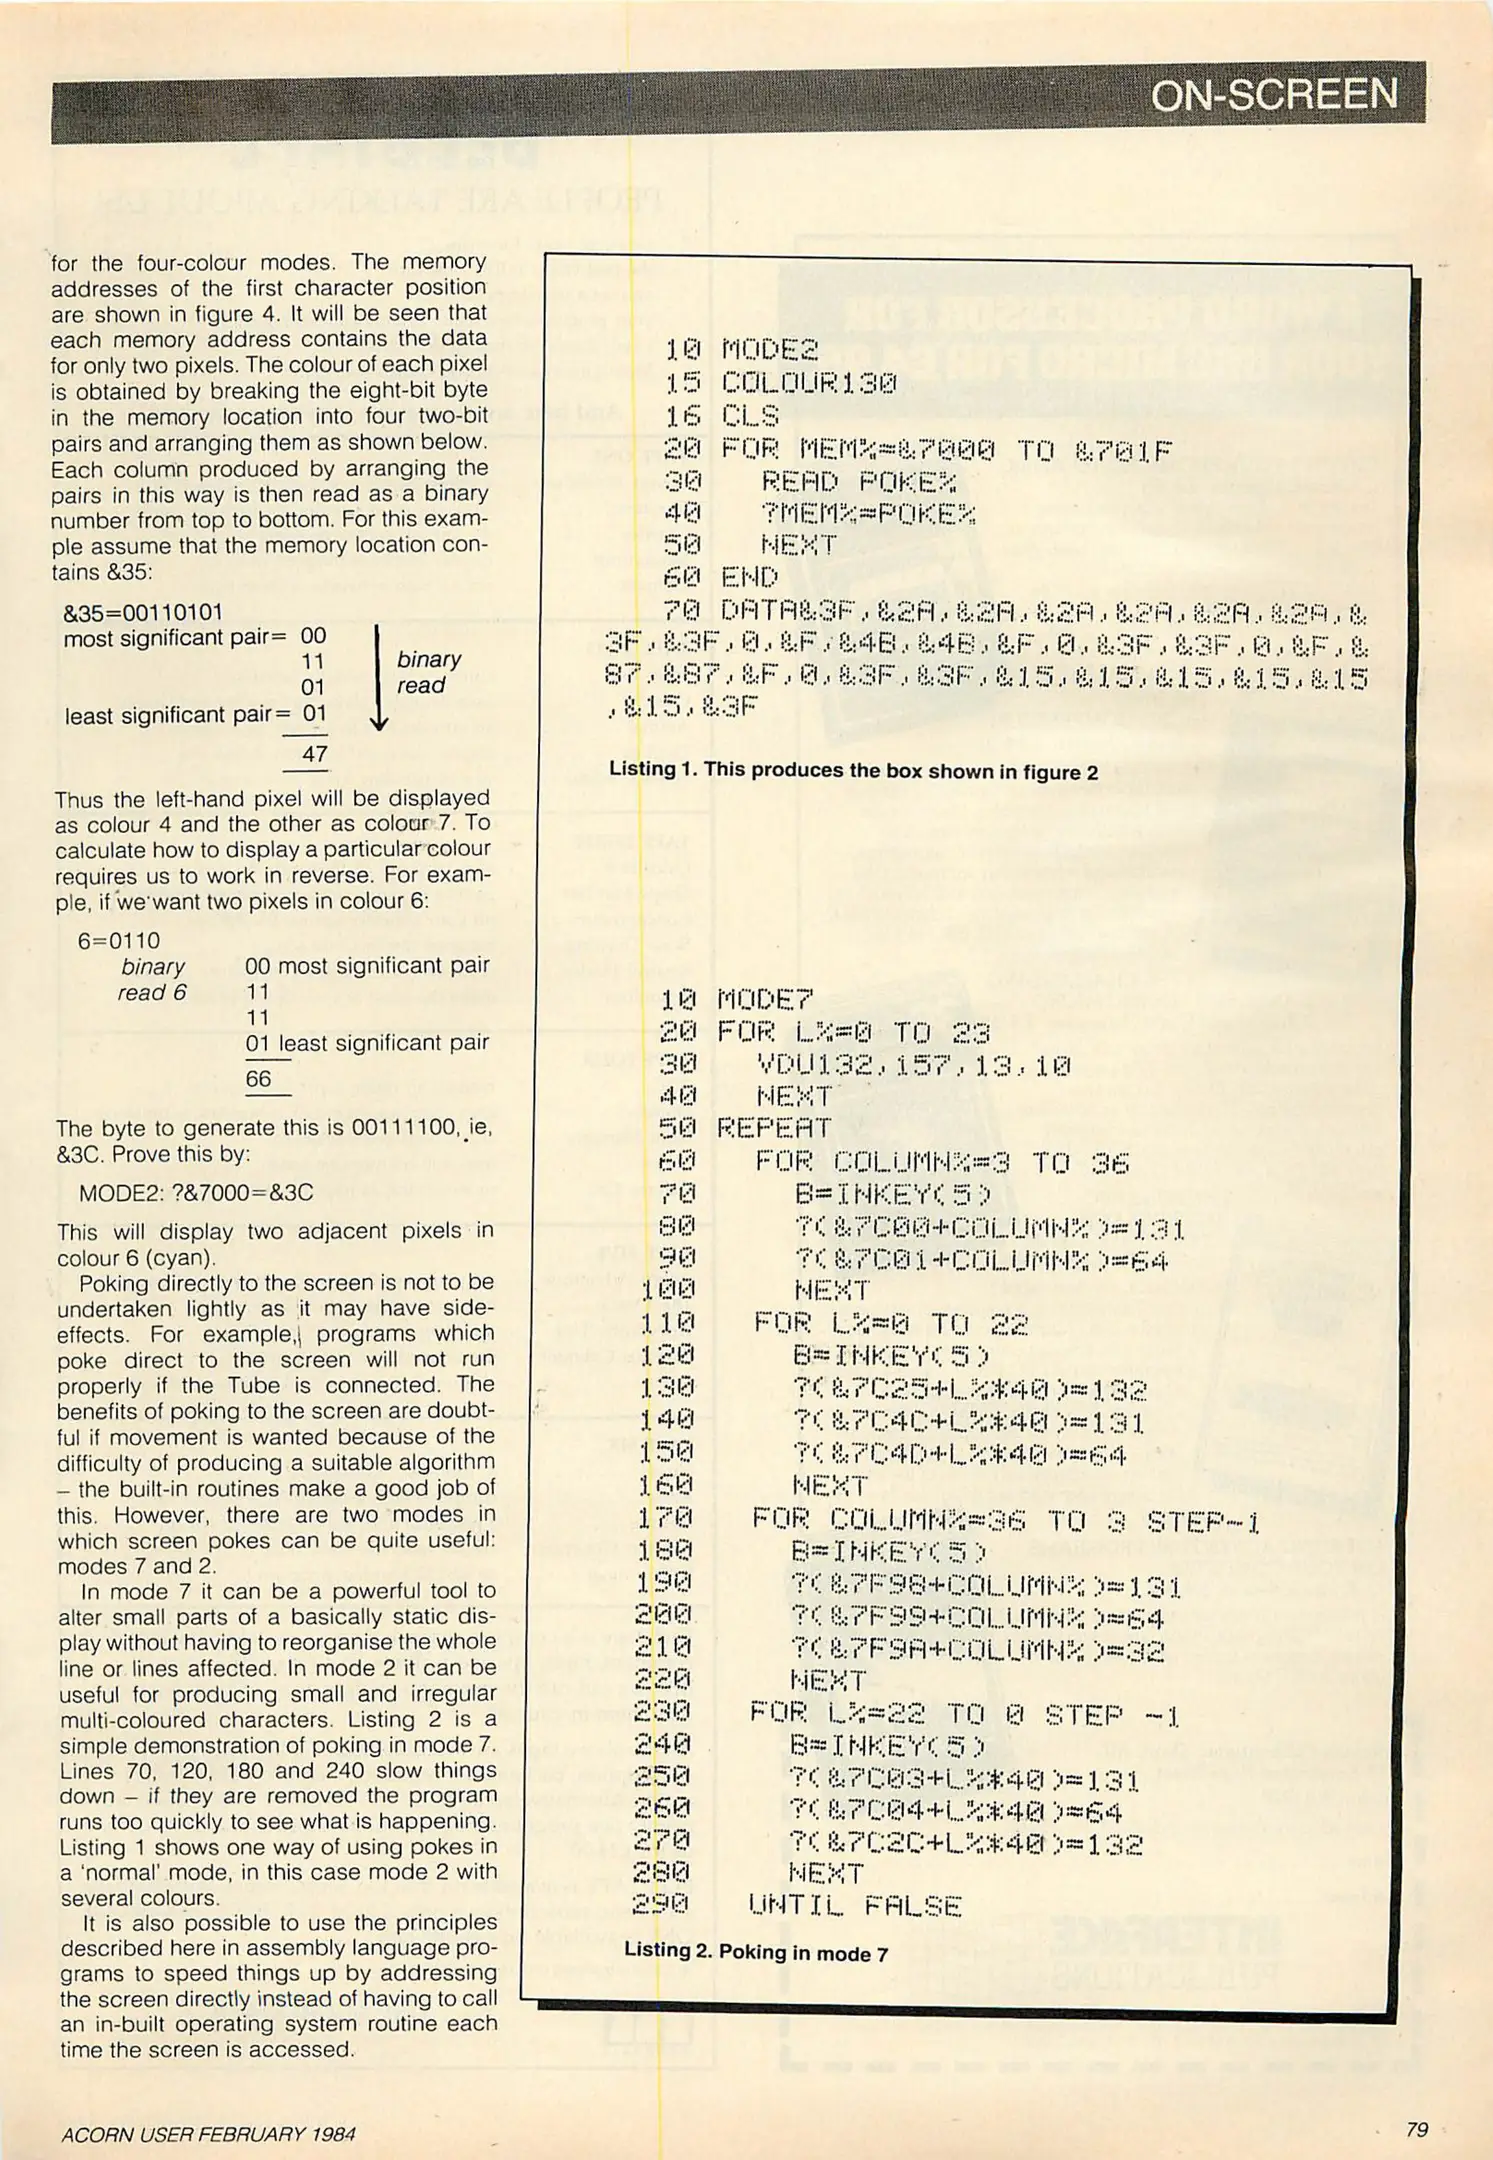 ON-SCREEN
for the four-colour modes. The memory
addresses of the first character position
are shown in figure 4. It will be seen that
each memory address contains the data
for only two pixels. The colour of each pixel
is obtained by breaking the eight-bit byte
in the memory location into four two-bit
pairs and arranging them as shown below.
Each column produced by arranging the
pairs in this way is then read as a binary
number from top to bottom. For this exam-
ple assume that the memory location con-
tains &35:
&35=00110101
most significant pair= 00
11 binary
01 read
least significant pair= 01
47
Thus the left-hand pixel will be displayed
as colour 4 and the other as colour 7. To
calculate how to display a particular colour
requires us to work in reverse. For exam-
ple, if we want two pixels in colour 6:
6=0110
binary 00 most significant pair
read 6 11
11
01 least significant pair
66
The byte to generate this is 00111100, ie,
&3C. Prove this by:
MODE2: ?&7000=&3C
This will display two adjacent pixels in
colour 6 (cyan).
Poking directly to the screen is not to be
undertaken lightly as it may have side-
effects. For example, programs which
poke direct to the screen will not run
properly if the Tube is connected. The
benefits of poking to the screen are doubt-
ful if movement is wanted because of the
difficulty of producing a suitable algorithm
– the built-in routines make a good job of
this. However, there are two modes in
which screen pokes can be quite useful:
modes 7 and 2.
In mode 7 it can be a powerful tool to
alter small parts of a basically static dis-
play without having to reorganise the whole
line or lines affected. In mode 2 it can be
useful for producing small and irregular
multi-coloured characters. Listing 2 is a
simple demonstration of poking in mode 7.
Lines 70, 120, 180 and 240 slow things
down – if they are removed the program
runs too quickly to see what is happening.
Listing 1 shows one way of using pokes in
a 'normal' mode, in this case mode 2 with
several colours.
It is also possible to use the principles
described here in assembly language pro-
grams to speed things up by addressing
the screen directly instead of having to call
an in-built operating system routine each
time the screen is accessed.
10 MODE2
15 COLOUR130
16 CLS
20 FOR MEM%=&7000 TO &701F
30 READ POKE%
40 ?MEM%=POKE%
50 NEXT
60 END
70 DATA&3F,&2A,&2A,&2A,&2A,&2A,&2A,&
3F,&3F,0,&F,&4B,&4B,&F,0,&3F,&3F,0,&F,&
87,&87,&F,0,&3F,&3F,&15,&15,&15,&15,&15
,&15,&3F
Listing 1. This produces the box shown in figure 2
10 MODE7
20 FOR L%=0 TO 23
30 VDU132,157,13,10
40 NEXT
50 REPEAT
60 FOR COLUMN%=3 TO 36
70 B=INKEY(5)
80 ?(&7C00+COLUMN%)=131
90 ?(&7C01+COLUMN%)=64
100 NEXT
110 FOR L%=0 TO 22
120 B=INKEY(5)
130 ?(&7C25+L%*40)=132
140 ?(&7C4C+L%*40)=131
150 ?(&7C4D+L%*40)=64
160 NEXT
170 FOR COLUMN%=36 TO 3 STEP-1
180 B=INKEY(5)
190 ?(&7F98+COLUMN%)=131
200 ?(&7F99+COLUMN%)=64
210 ?(&7F9A+COLUMN%)=32
220 NEXT
230 FOR L%=22 TO 0 STEP -1
240 B=INKEY(5)
250 ?(&7C03+L%*40)=131
260 ?(&7C04+L%*40)=64
270 ?(&7C2C+L%*40)=132
280 NEXT
290 UNTIL FALSE
Listing 2. Poking in mode 7
ACORN USER FEBRUARY 1984
79